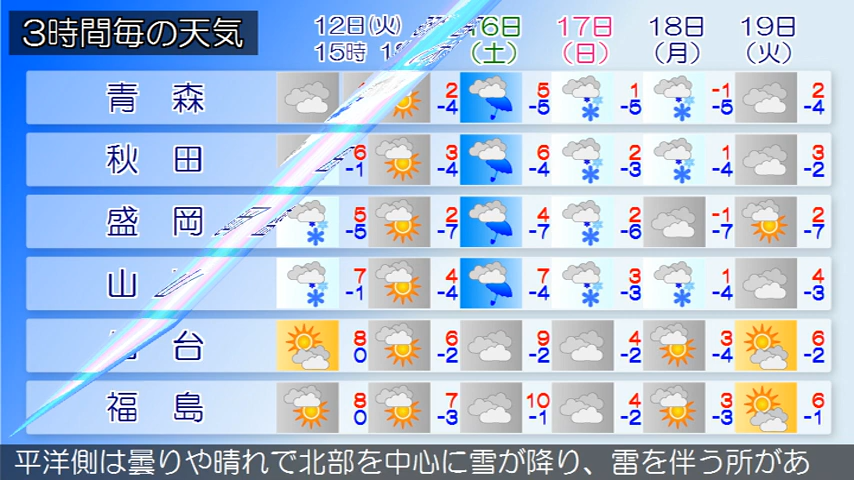 3時間毎の天気
12日(火) 6日 17日 18日 19日
15時 (土) (日) (月) (火)
青森 2 -4 5 -5 1 -5 -1 -5 2 -4
秋田 6 -1 3 -4 6 -4 2 -3 1 -4 3 -2
盛岡 5 -5 2 -7 4 -7 2 -6 -1 -7 2 -7
山 7 -1 4 -4 7 -4 3 -3 1 -4 4 -3
台 8 0 6 -2 9 -2 4 -2 3 -4 6 -2
福島 8 0 7 -3 10 -1 4 -2 3 -3 6 -1
平洋側は曇りや晴れで北部を中心に雪が降り、雷を伴う所があ